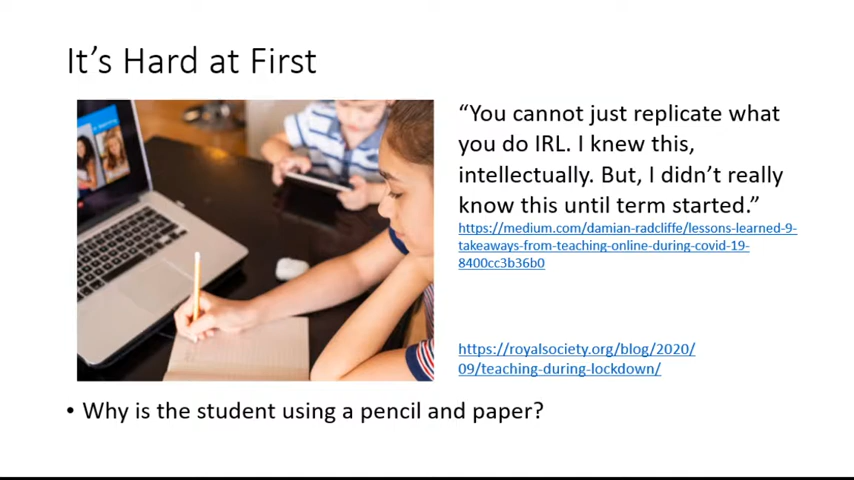 It’s Hard at First
“You cannot just replicate what
you do IRL. I knew this,
intellectually. But, I didn’t really
know this until term started.”
https://medium.com/damian-radcliffe/lessons-learned-9-
takeaways-from-teaching-online-during-covid-19-
8400cc3b36b0
https://royalsociety.org/blog/2020/
09/teaching-during-lockdown/
• Why is the student using a pencil and paper?